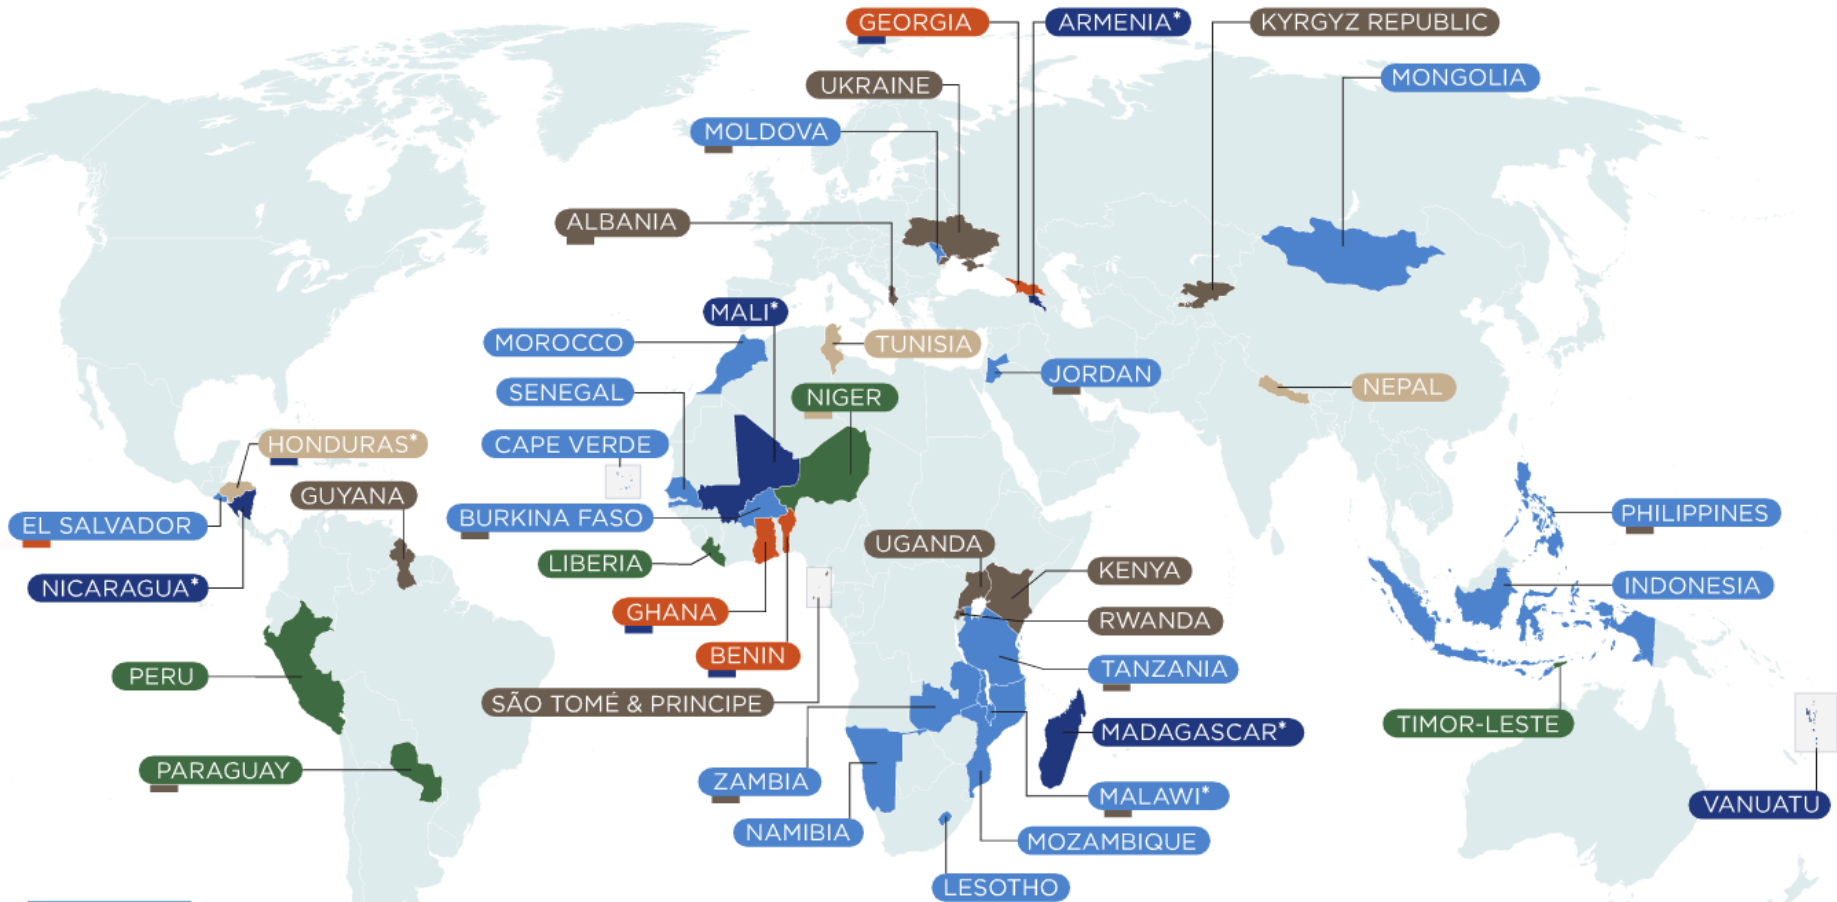 GEORGIA
ARMENIA*
KYRGYZ REPUBLIC
UKRAINE
MONGOLIA
MOLDOVA
ALBANIA
MALI*
MOROCCO
TUNISIA
JORDAN
NEPAL
SENEGAL
NIGER
HONDURAS*
CAPE VERDE
GUYANA
EL SALVADOR
BURKINA FASO
PHILIPPINES
UGANDA
LIBERIA
KENYA
NICARAGUA*
INDONESIA
GHANA
RWANDA
BENIN
TANZANIA
PERU
SÃO TOMÉ & PRINCIPE
TIMOR-LESTE
MADAGASCAR*
PARAGUAY
ZAMBIA
MALAWI*
VANUATU
NAMIBIA
MOZAMBIQUE
LESOTHO